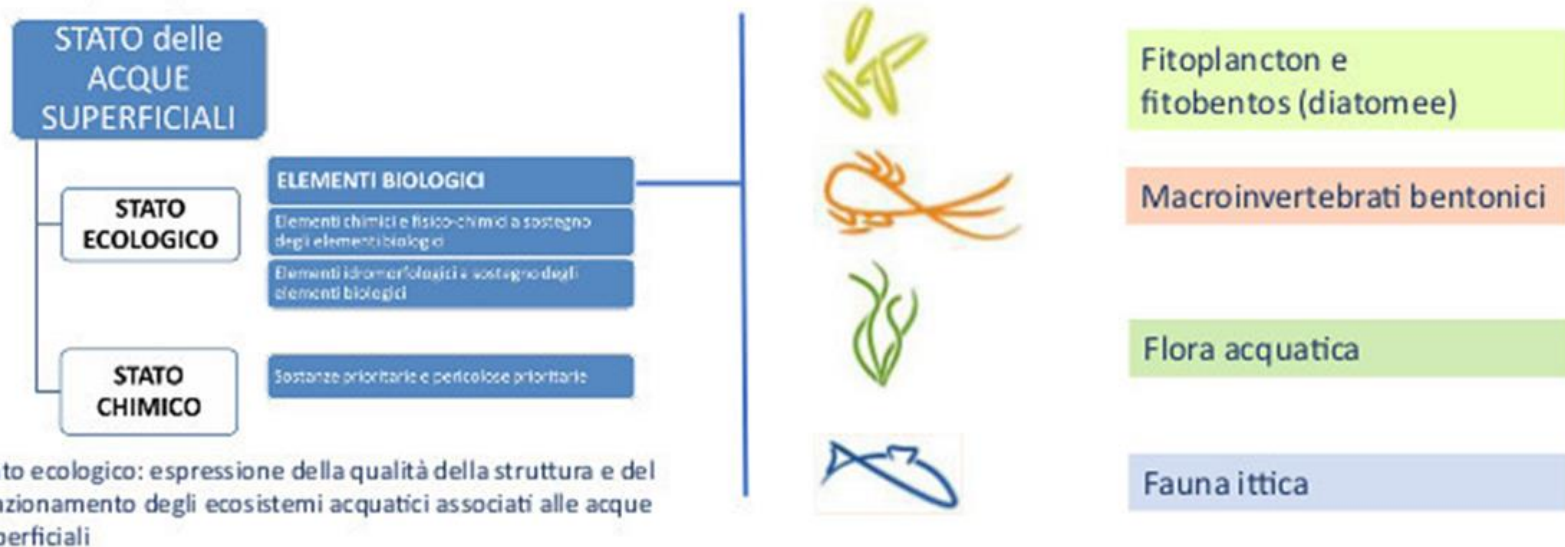 STATO delle
ACQUE
SUPERFICIALI
STATO
ECOLOGICO
ELEMENTI BIOLOGICI
Elementi chimici e fisico-chimici a sostegno
degli elementi biologici
Elementi idromorfologici a sostegno degli
elementi biologici
STATO
CHIMICO
Sostanze prioritarie e pericolose prioritarie
Fitoplancton e
fitobentos (diatomee)
Macroinvertebrati bentonici
Flora acquatica
Fauna ittica
ato ecologico: espressione della qualità della struttura e del
nzionamento degli ecosistemi acquatici associati alle acque
perficiali